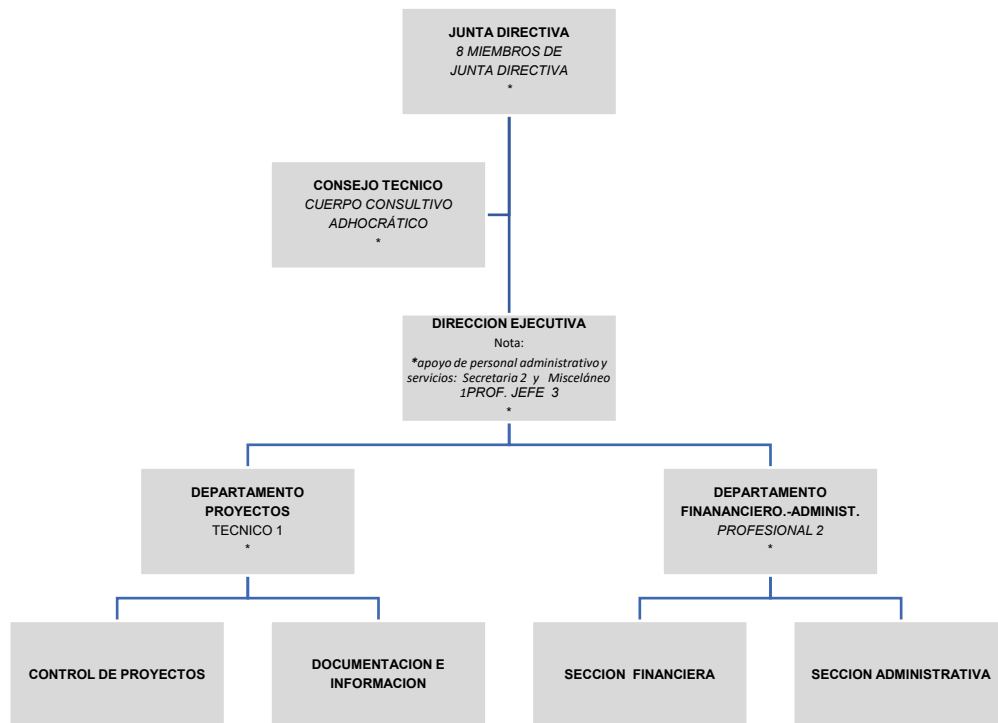 JUNTA DIRECTIVA
8 MIEMBROS DE
JUNTA DIRECTIVA
*
CONSEJO TECNICO
CUERPO CONSULTIVO
ADHOCRÁTICO
*
DIRECCION EJECUTIVA
Nota:
*apoyo de personal administrativo y
servicios: Secretaria 2 y Misceláneo
1PROF. JEFE 3
*
DEPARTAMENTO
PROYECTOS
TECNICO 1
*
DEPARTAMENTO
FINANANCIERO.-ADMINIST.
PROFESIONAL 2
*
CONTROL DE PROYECTOS
DOCUMENTACION E
INFORMACION
SECCION FINANCIERA
SECCION ADMINISTRATIVA